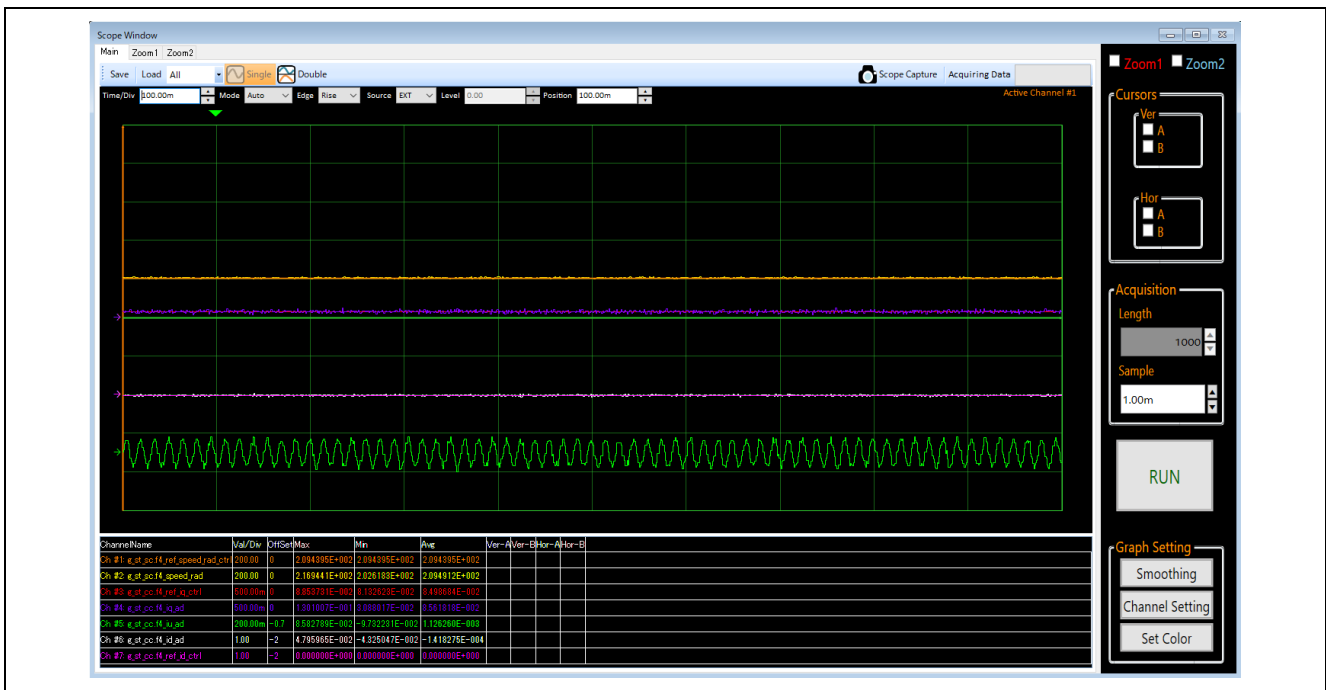 Scope Window
Main Zoom1 Zoom2
Save Load All Single Double Scope Capture Acquiring Data
Time/Div 100.00m Mode Auto Edge Rise Source EXT Level 0.00 Position 100.00m Active Channel #1
Zoom1 Zoom2
Cursors
Ver
A
B
Hor
A
B
Acquisition
Length
1000
Sample
1.00m
RUN
Graph Setting
Smoothing
Channel Setting
Set Color
ChannelName Val/Div OffSet Max Min Avg Ver-A Ver-B Hor-A Hor-B
Ch #1: g_st_sc.f4_ref_speed_rad_ctrl 200.00 0 2.094395E+002 2.094395E+002 2.094395E+002
Ch #2: g_st_sc.f4_speed_rad 200.00 0 2.169441E+002 2.026183E+002 2.094912E+002
Ch #3: g_st_cc.f4_ref_iq_ctrl 500.00m 0
Ch #4: g_st_cc.f4_iq_ad 500.00m 0
Ch #5: g_st_cc.f4_iu_ad 200.00m -0.7 8.582789E-002 -9.732231E-002 1.126260E-003
Ch #6: g_st_cc.f4_id_ad 1.00 -2 4.795965E-002 -4.325047E-002 -1.418275E-004
Ch #7: g_st_cc.f4_ref_id_ctrl 1.00 -2 0.000000E+000 0.000000E+000 0.000000E+000